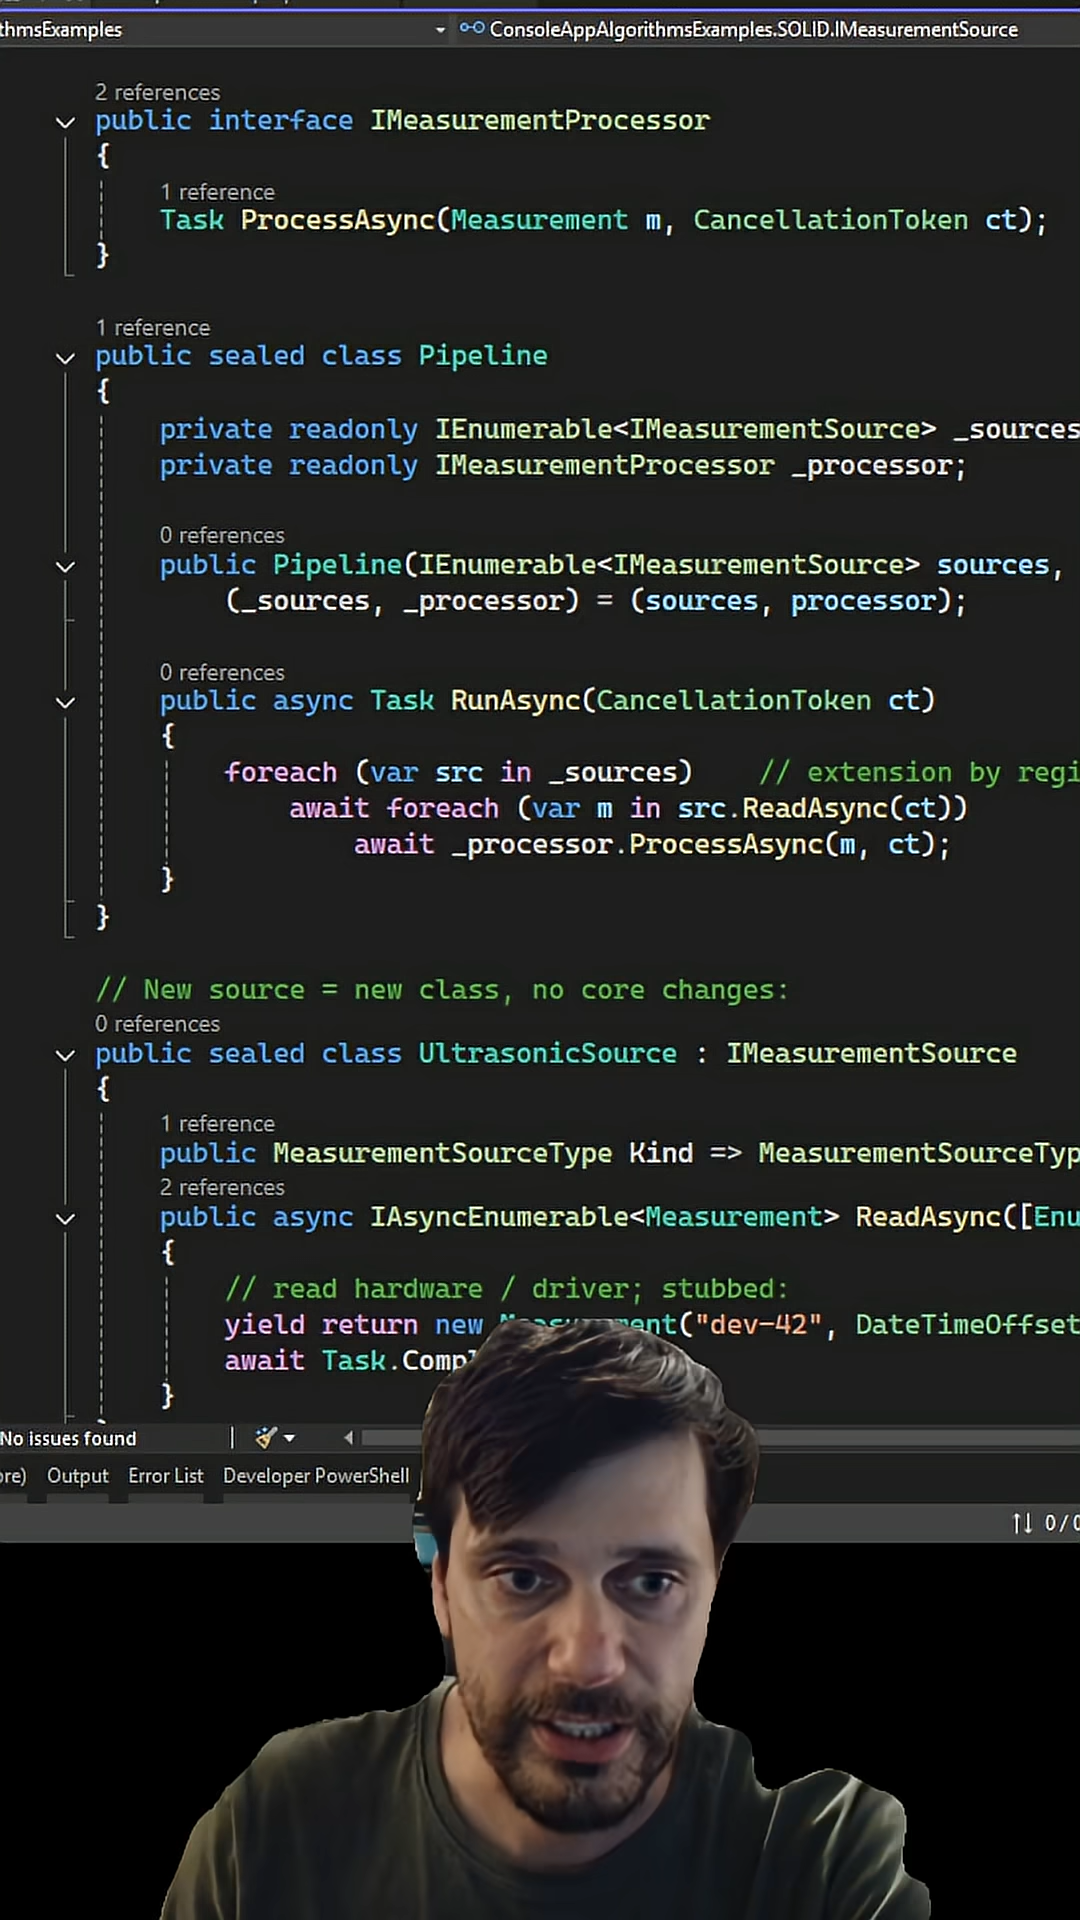 thmsExamples
ConsoleAppAlgorithmsExamples.SOLID.IMeasurementSource
2 references
public interface IMeasurementProcessor
{
1 reference
Task ProcessAsync(Measurement m, CancellationToken ct);
}
1 reference
public sealed class Pipeline
{
private readonly IEnumerable<IMeasurementSource> _sources
private readonly IMeasurementProcessor _processor;
0 references
public Pipeline(IEnumerable<IMeasurementSource> sources,
(_sources, _processor) = (sources, processor);
0 references
public async Task RunAsync(CancellationToken ct)
{
foreach (var src in _sources) // extension by regi
await foreach (var m in src.ReadAsync(ct))
await _processor.ProcessAsync(m, ct);
}
}
// New source = new class, no core changes:
0 references
public sealed class UltrasonicSource : IMeasurementSource
{
1 reference
public MeasurementSourceType Kind => MeasurementSourceTyp
2 references
public async IAsyncEnumerable<Measurement> ReadAsync([Enu
{
// read hardware / driver; stubbed:
yield return new Measurement("dev-42", DateTimeOffset
await Task.Compl
}
No issues found
ore) Output Error List Developer PowerShell
0/0